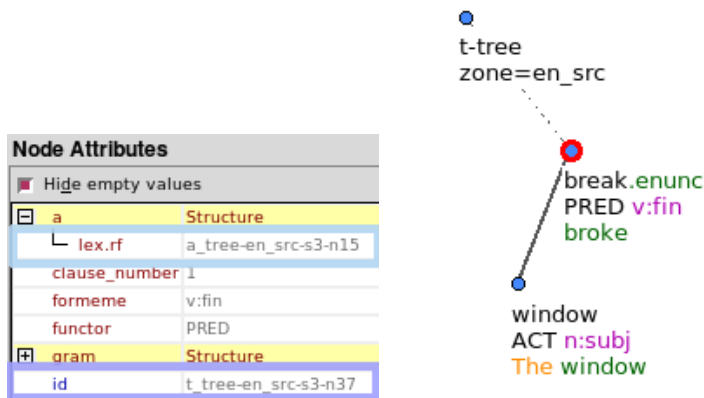 Node Attributes
Hide empty values
a Structure
lex.rf a_tree-en_src-s3-n15
clause_number 1
formeme v:fin
functor PRED
gram Structure
id t_tree-en_src-s3-n37
t-tree
zone=en_src
break.enunc
PRED v:fin
broke
window
ACT n:subj
The window